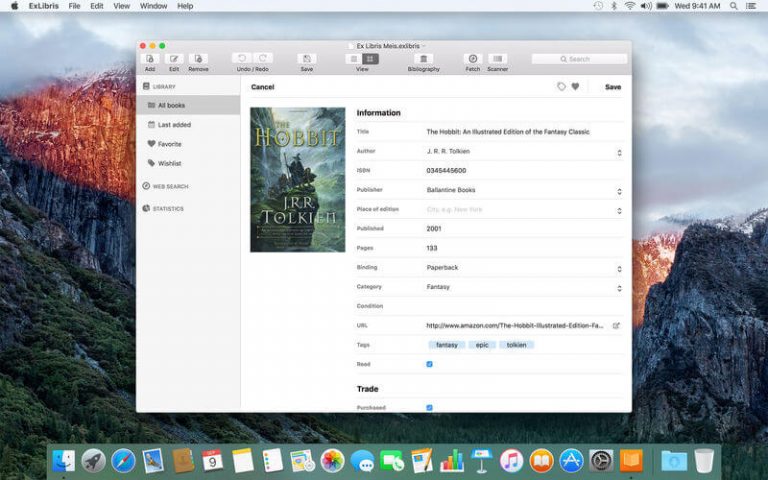 ExLibris File Edit View Window Help
Wed 9:41 AM
Ex Libris Meis.exlibris
Add Edit Remove Undo / Redo Save View Bibliography Fetch Scanner
Search
LIBRARY
All books
Last added
Favorite
Wishlist
WEB SEARCH
STATISTICS
Cancel
Save
THE
HOBBIT
J.R.R.
TOLKIEN
Information
Title The Hobbit: An Illustrated Edition of the Fantasy Classic
Author J. R. R. Tolkien
ISBN 0345445600
Publisher Ballantine Books
Place of edition City, e.g. New York
Published 2001
Pages 133
Binding Paperback
Category Fantasy
Condition
URL http://www.amazon.com/The-Hobbit-Illustrated-Edition-Fa...
Tags fantasy epic tolkien
Read
Trade
Purchased
SEP
9